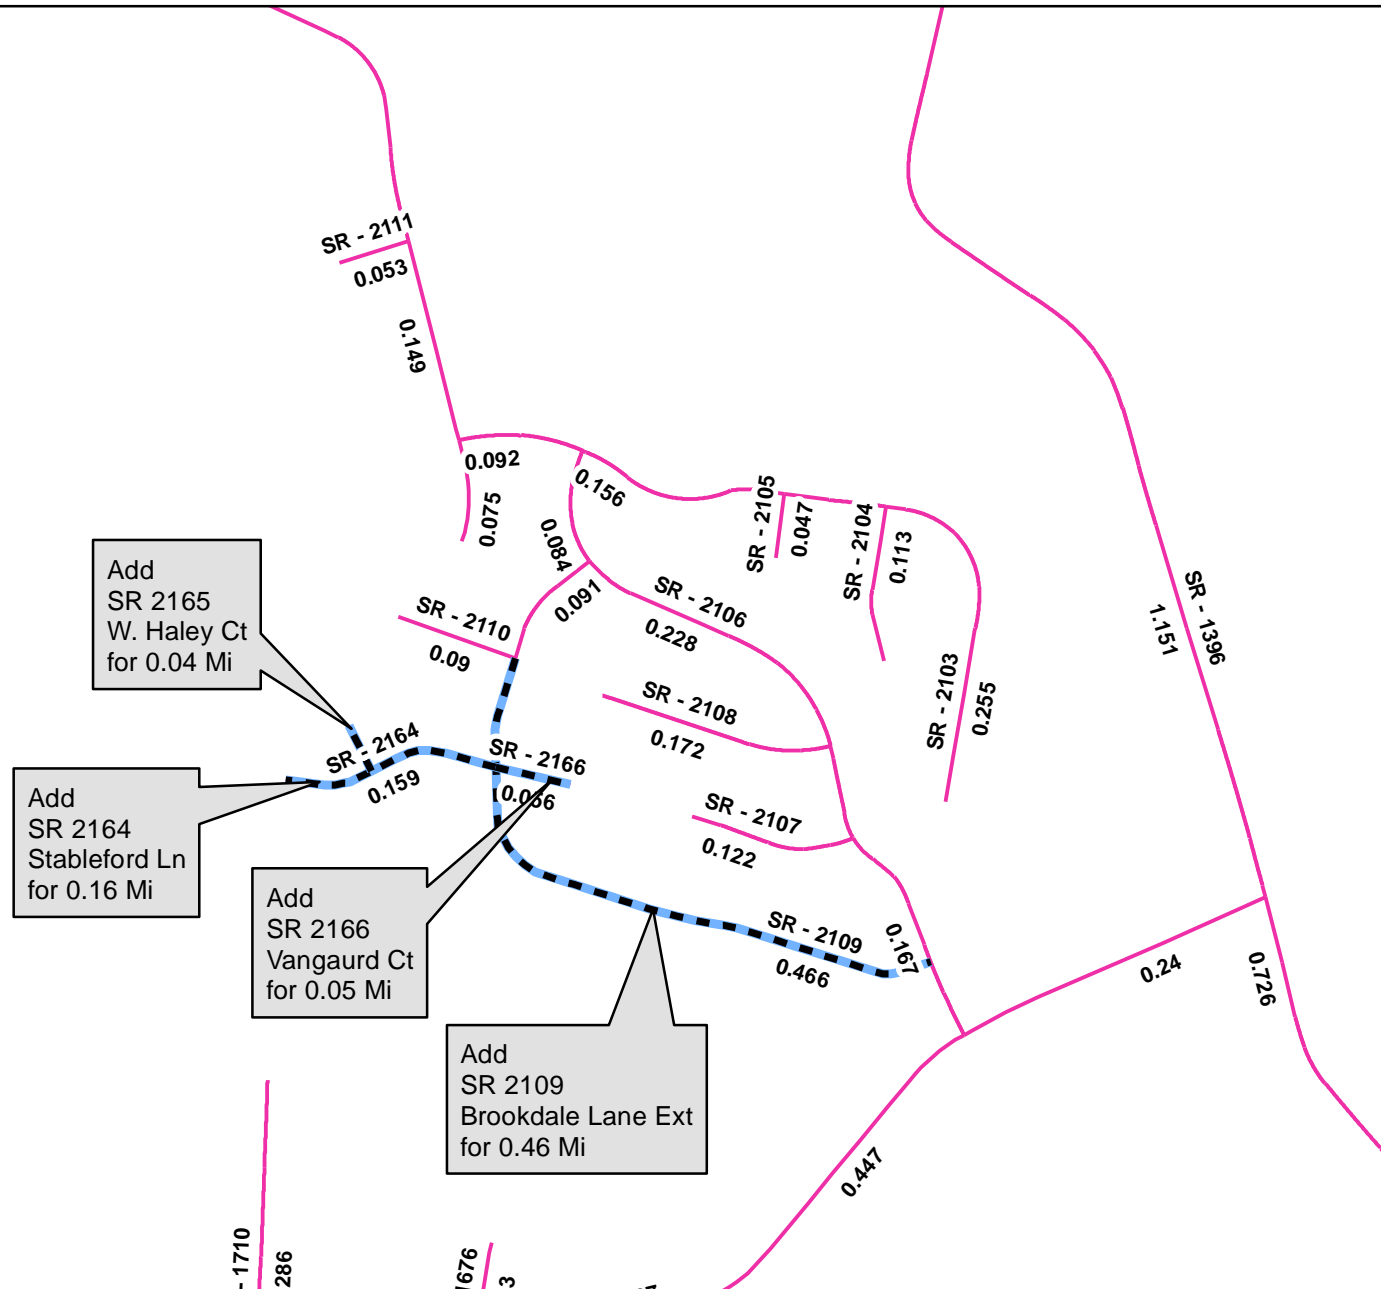 SR - 2111
0.053
0.149
0.092
0.075
0.156
0.084
0.091
SR - 2105
0.047
SR - 2104
0.113
SR - 2106
0.228
SR - 2110
0.09
SR - 2103
0.255
SR - 1396
1.151
SR - 2108
0.172
Add
SR 2165
W. Haley Ct
for 0.04 Mi
SR - 2164
0.159
SR - 2166
Add
SR 2164
Stableford Ln
for 0.16 Mi
SR - 2107
0.122
Add
SR 2166
Vangaurd Ct
for 0.05 Mi
SR - 2109
0.466
0.167
0.24
0.726
Add
SR 2109
Brookdale Lane Ext
for 0.46 Mi
0.447
- 1710
286
1676
3